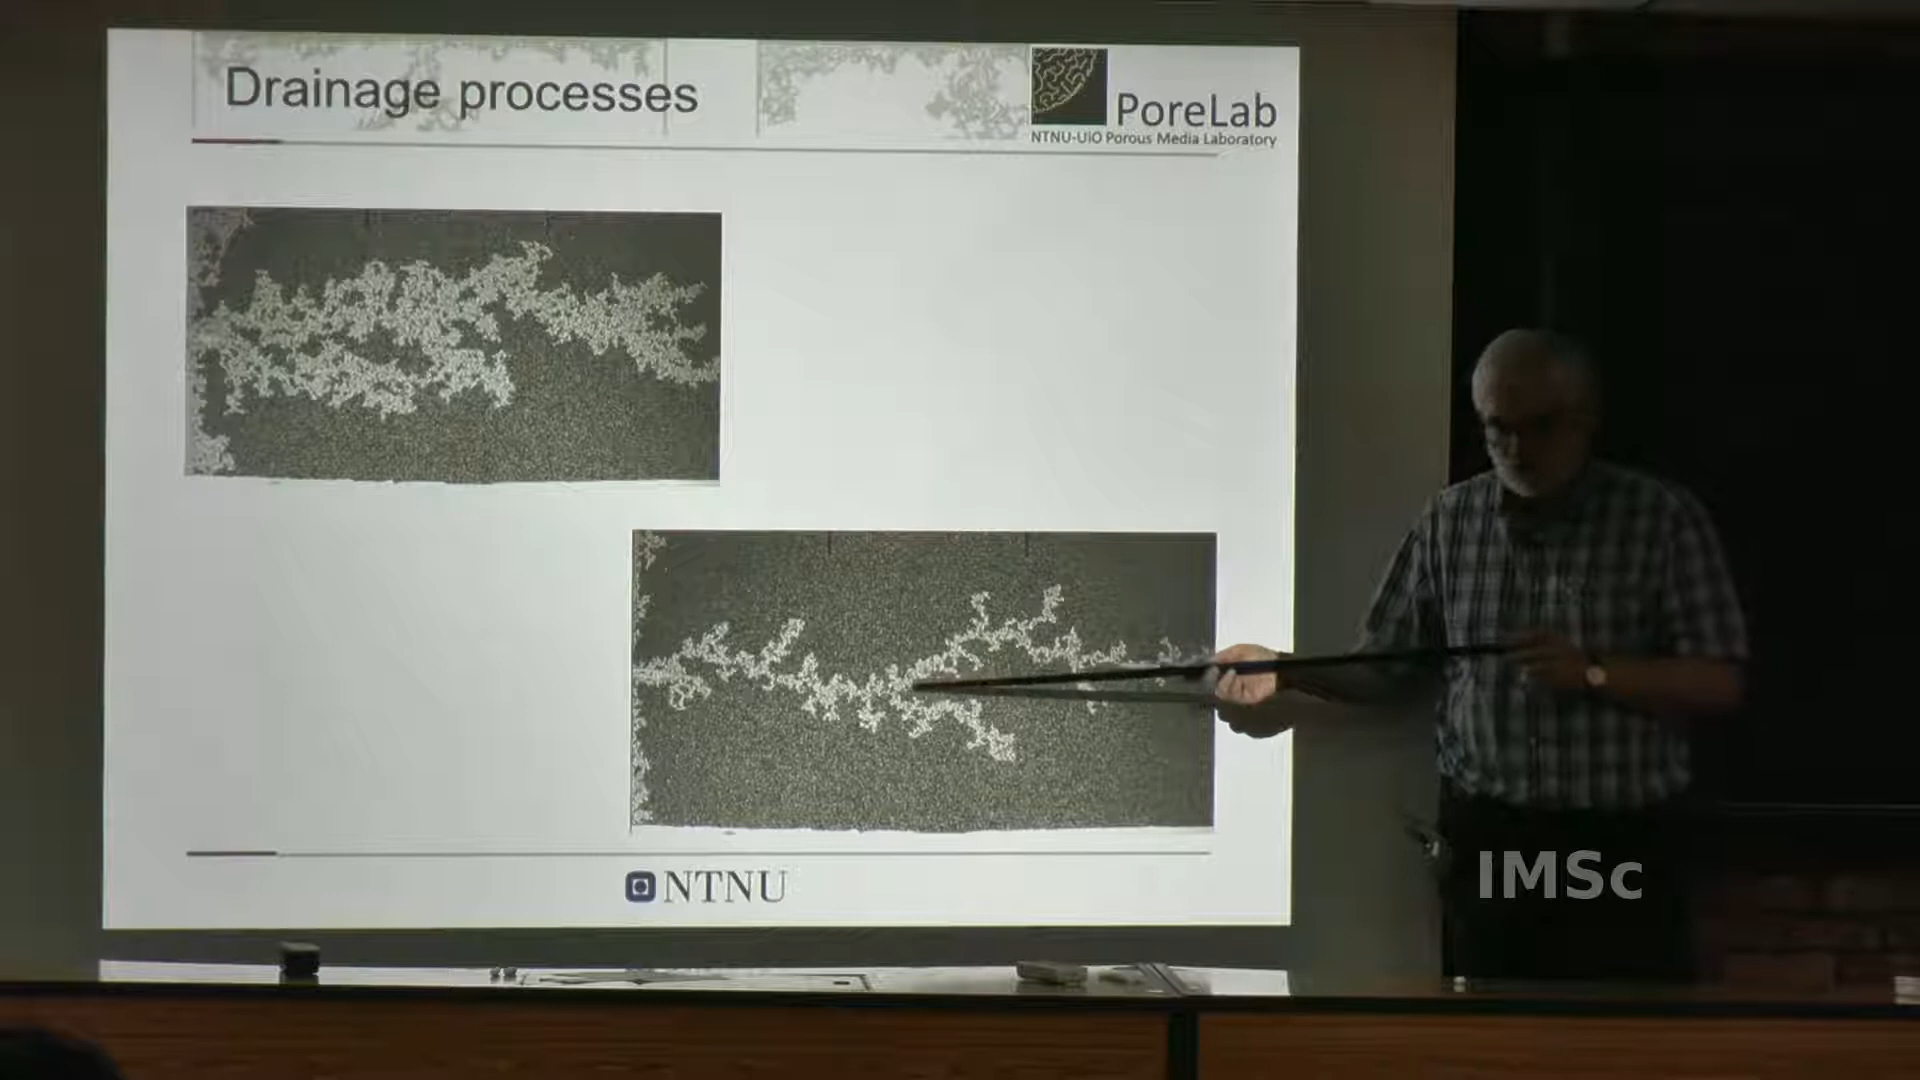 Drainage processes
PoreLab
NTNU-UiO Porous Media Laboratory
NTNU
IMSc